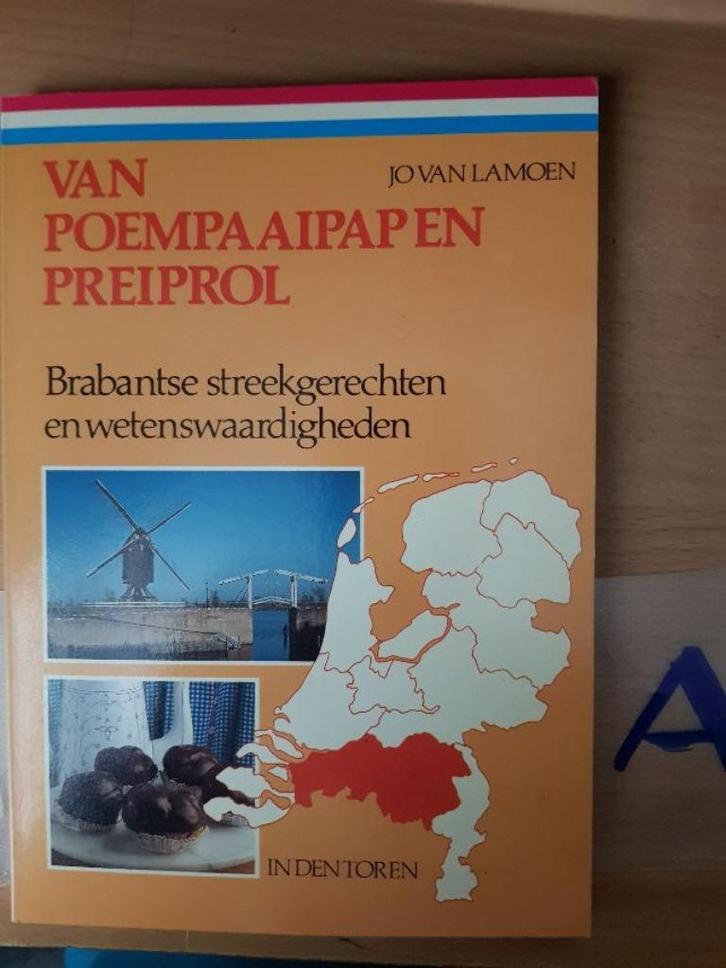 JO VAN LAMOEN
VAN
POEMPAAIPAP EN
PREIPROL
Brabantse streekgerechten
en wetenswaardigheden
IN DEN TOREN
A